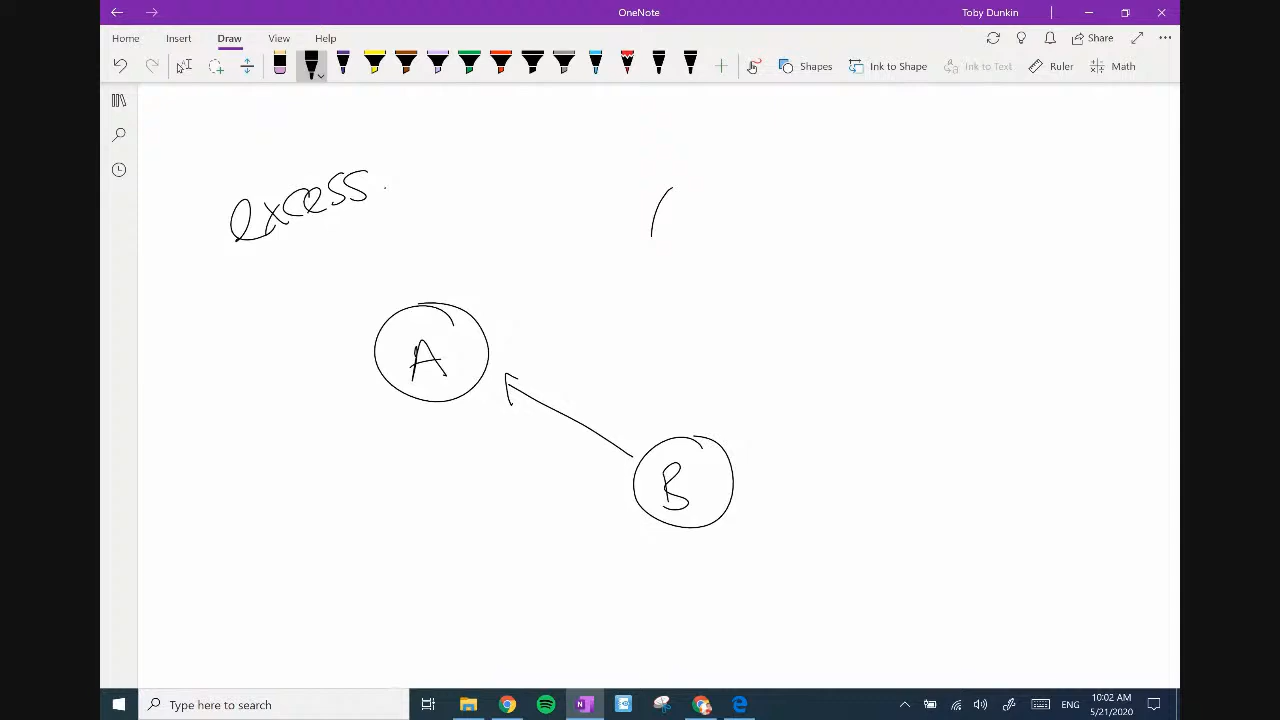 OneNote
Toby Dunkin
Home Insert Draw View Help
Share
Shapes Ink to Shape Ink to Text Ruler Math
excess.
A
B
Type here to search
ENG
10:02 AM
5/21/2020